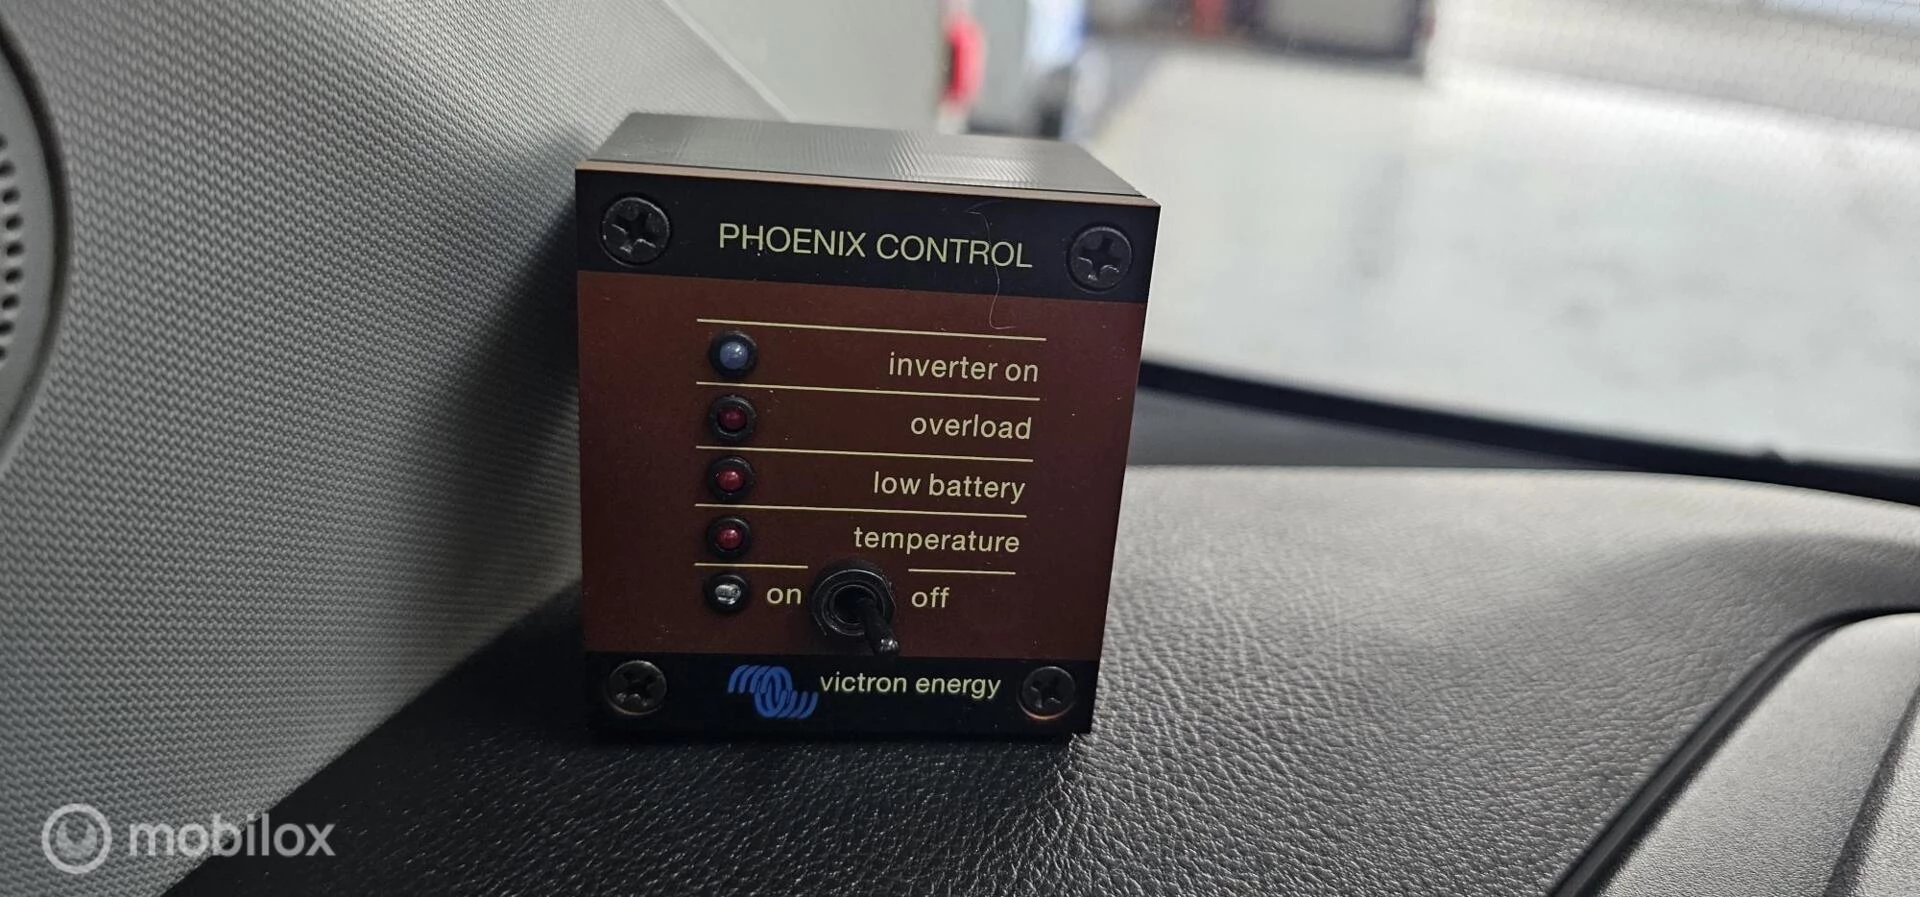 PHOENIX CONTROL
inverter on
overload
low battery
temperature
on off
victron energy
mobilox